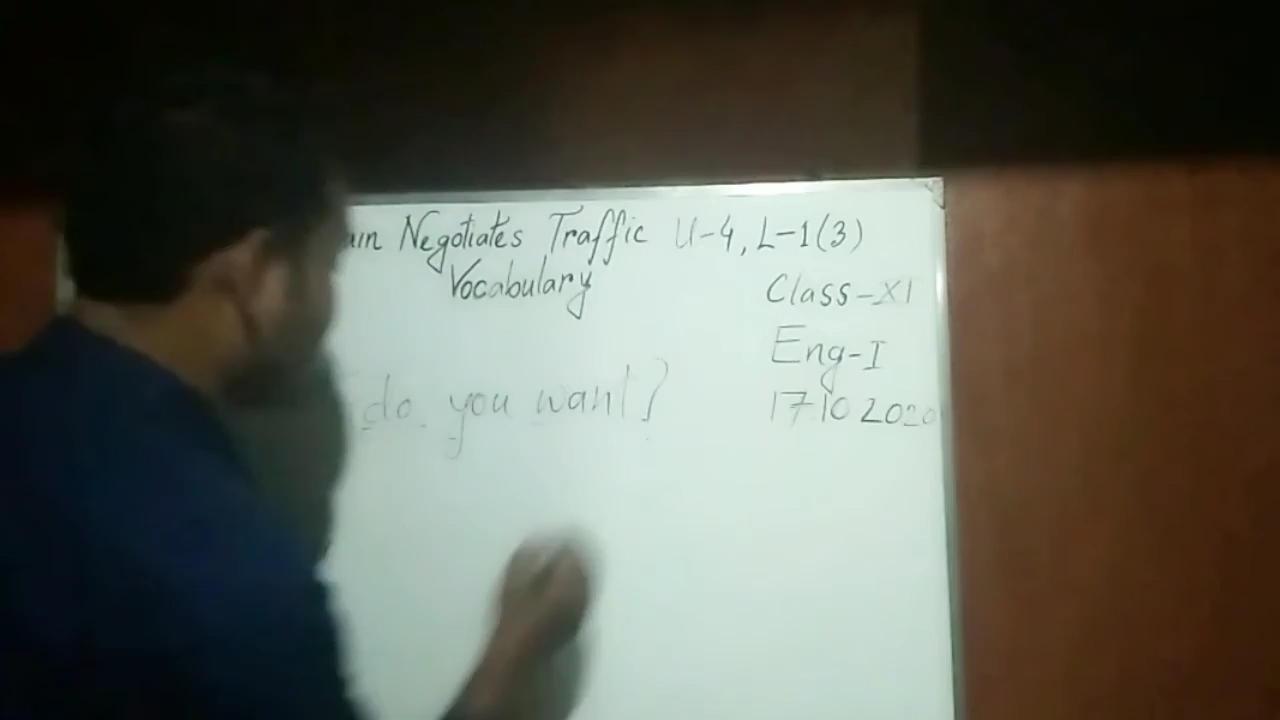 Negotiates Traffic U-4, L-1(3)
Vocabulary
Class-XI
Eng-I
do you want?
17.10 2020